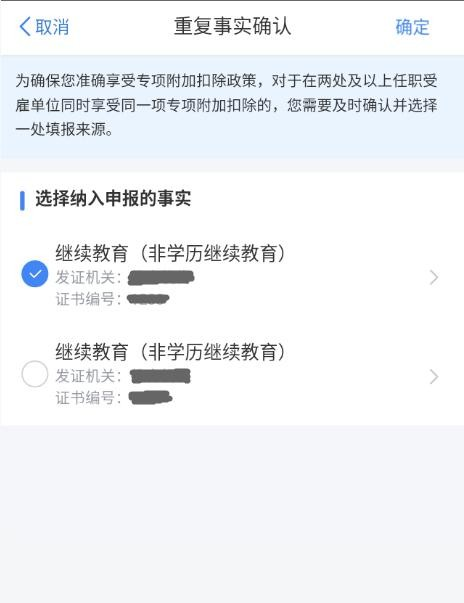 取消
重复事实确认
确定
为确保您准确享受专项附加扣除政策，对于在两处及以上任职受
雇单位同时享受同一项专项附加扣除的，您需要及时确认并选择
一处填报来源。
选择纳入申报的事实
继续教育（非学历继续教育）
发证机关：
证书编号：
继续教育（非学历继续教育）
发证机关：
证书编号：